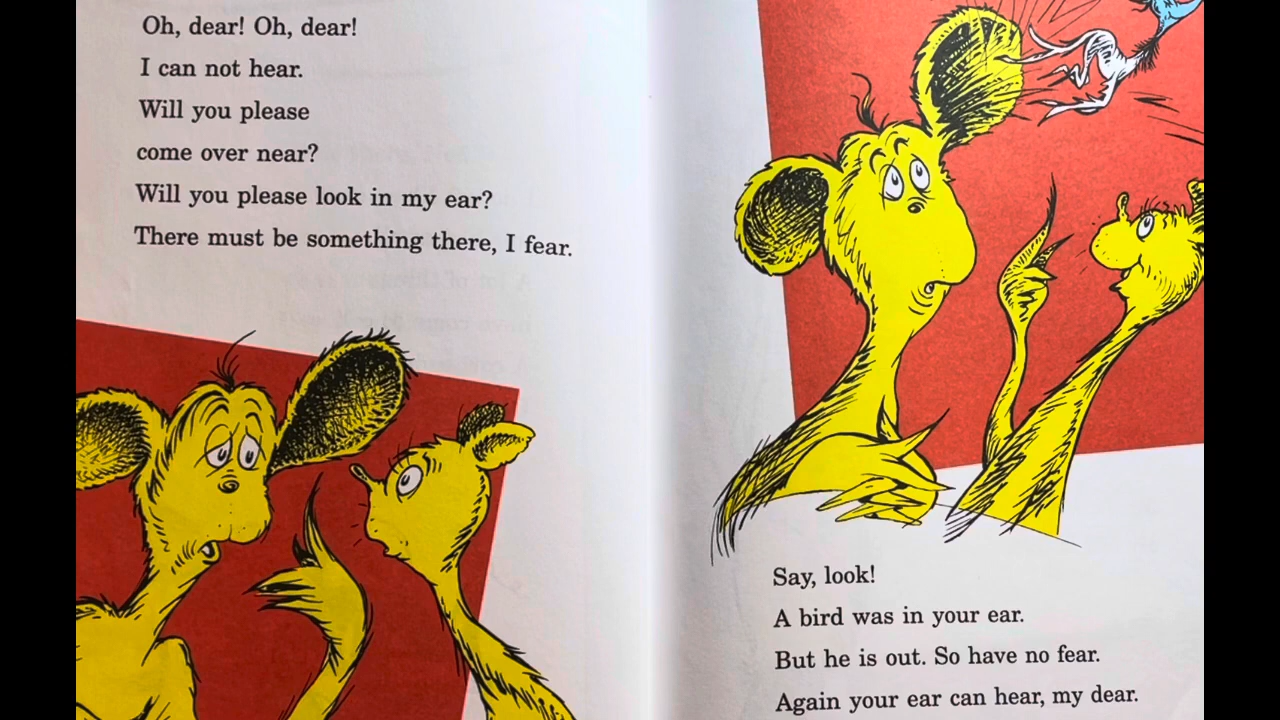 Oh, dear! Oh, dear!
I can not hear.
Will you please
come over near?
Will you please look in my ear?
There must be something there, I fear.
Say, look!
A bird was in your ear.
But he is out. So have no fear.
Again your ear can hear, my dear.